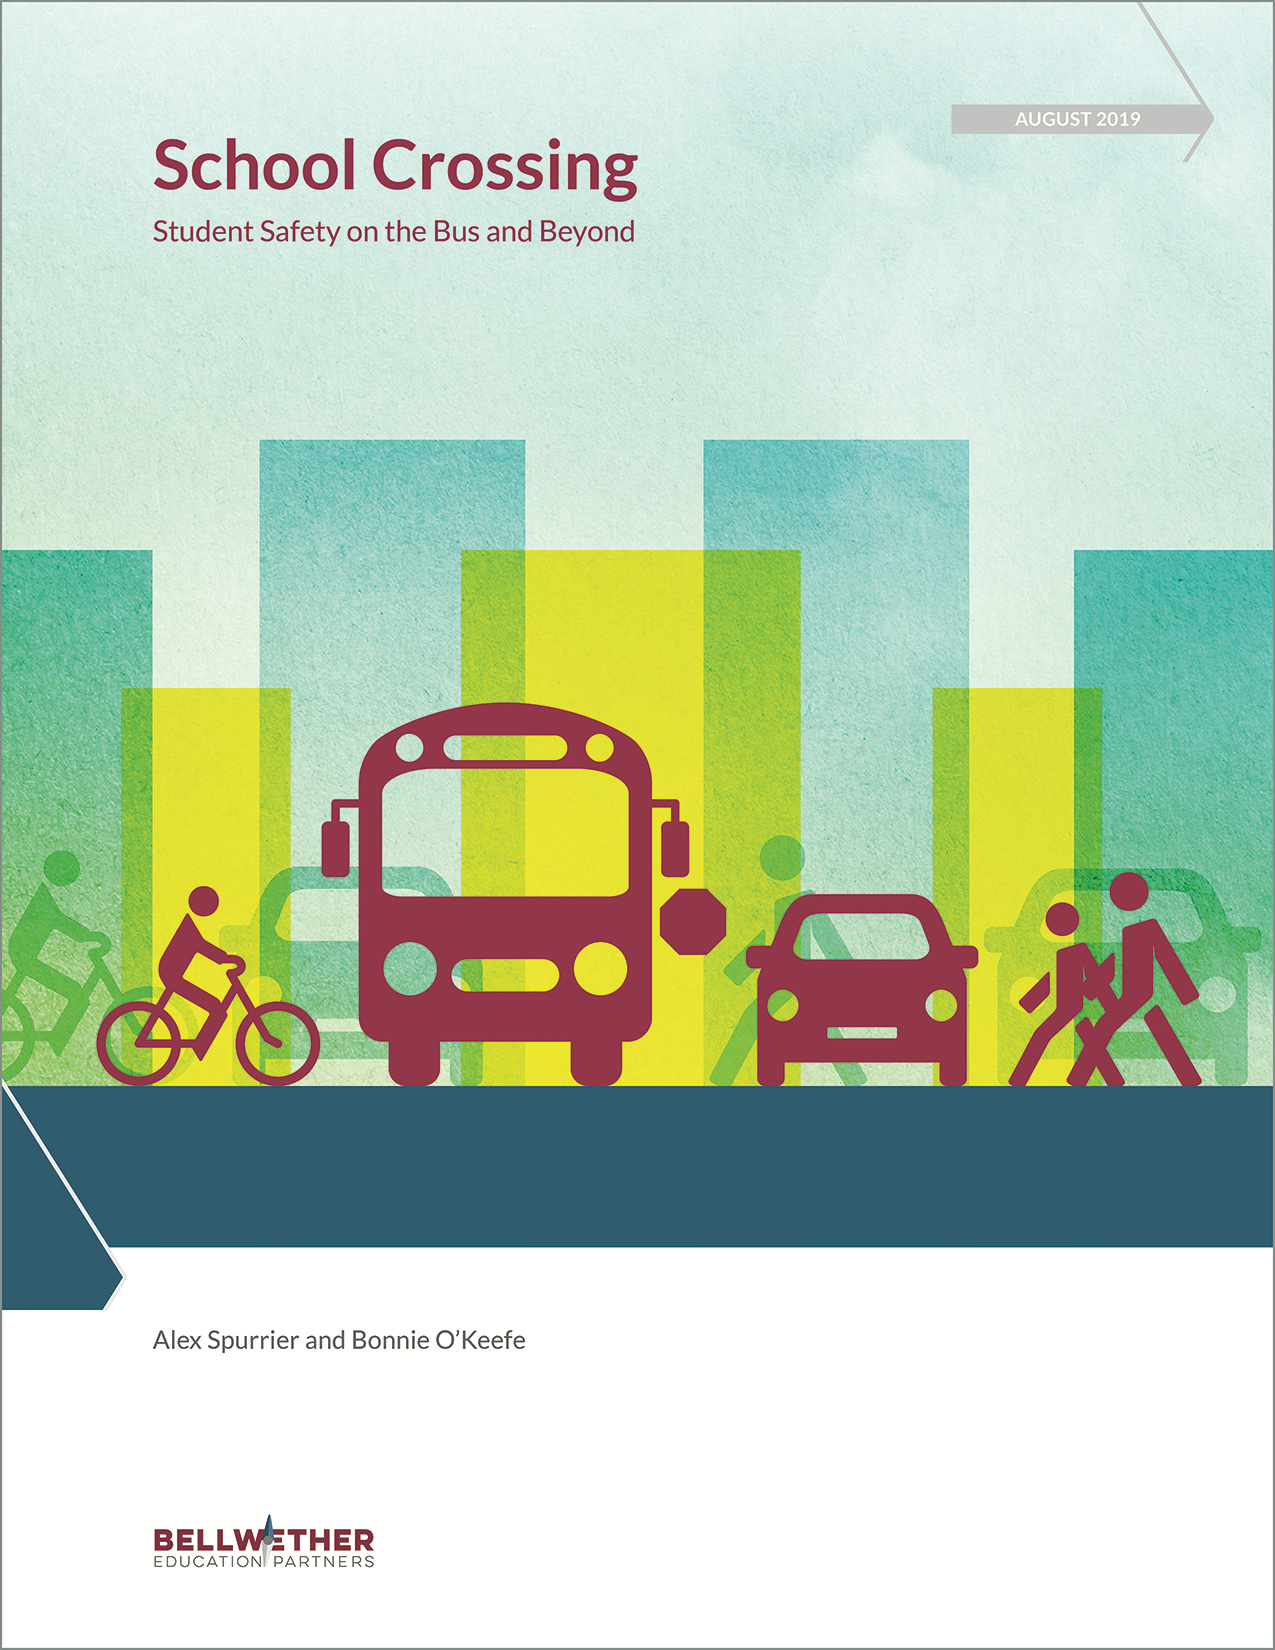 AUGUST 2019
School Crossing
Student Safety on the Bus and Beyond
Alex Spurrier and Bonnie O’Keefe
BELLWETHER
EDUCATION PARTNERS